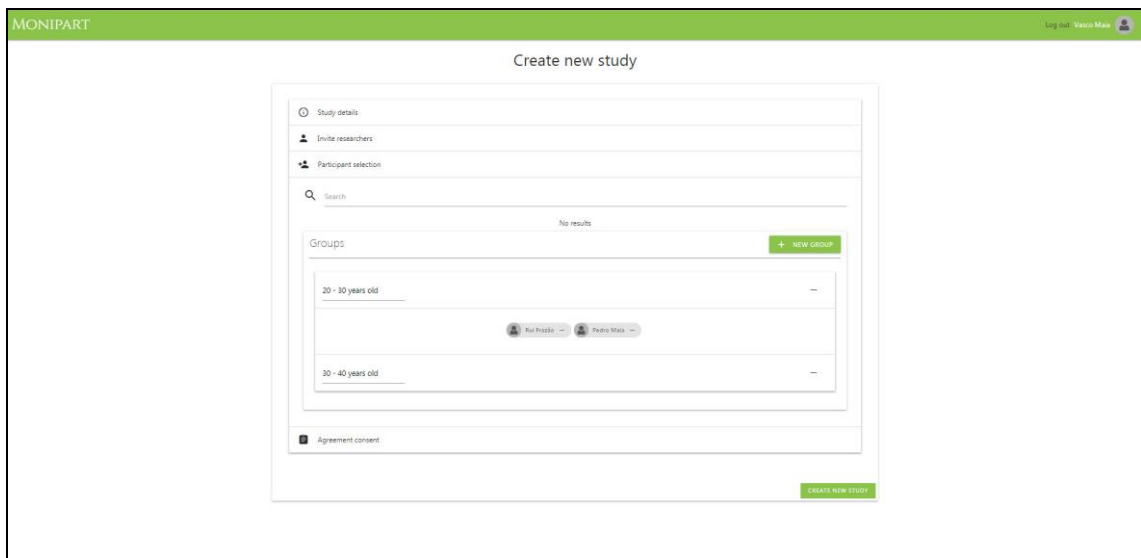 MONIPART
Log out Vasco Maia
Create new study
Study details
Invite researchers
Participant selection
Search
No results
Groups
+ NEW GROUP
20 - 30 years old
Rui Frazão – Pedro Maia –
30 - 40 years old
Agreement consent
CREATE NEW STUDY